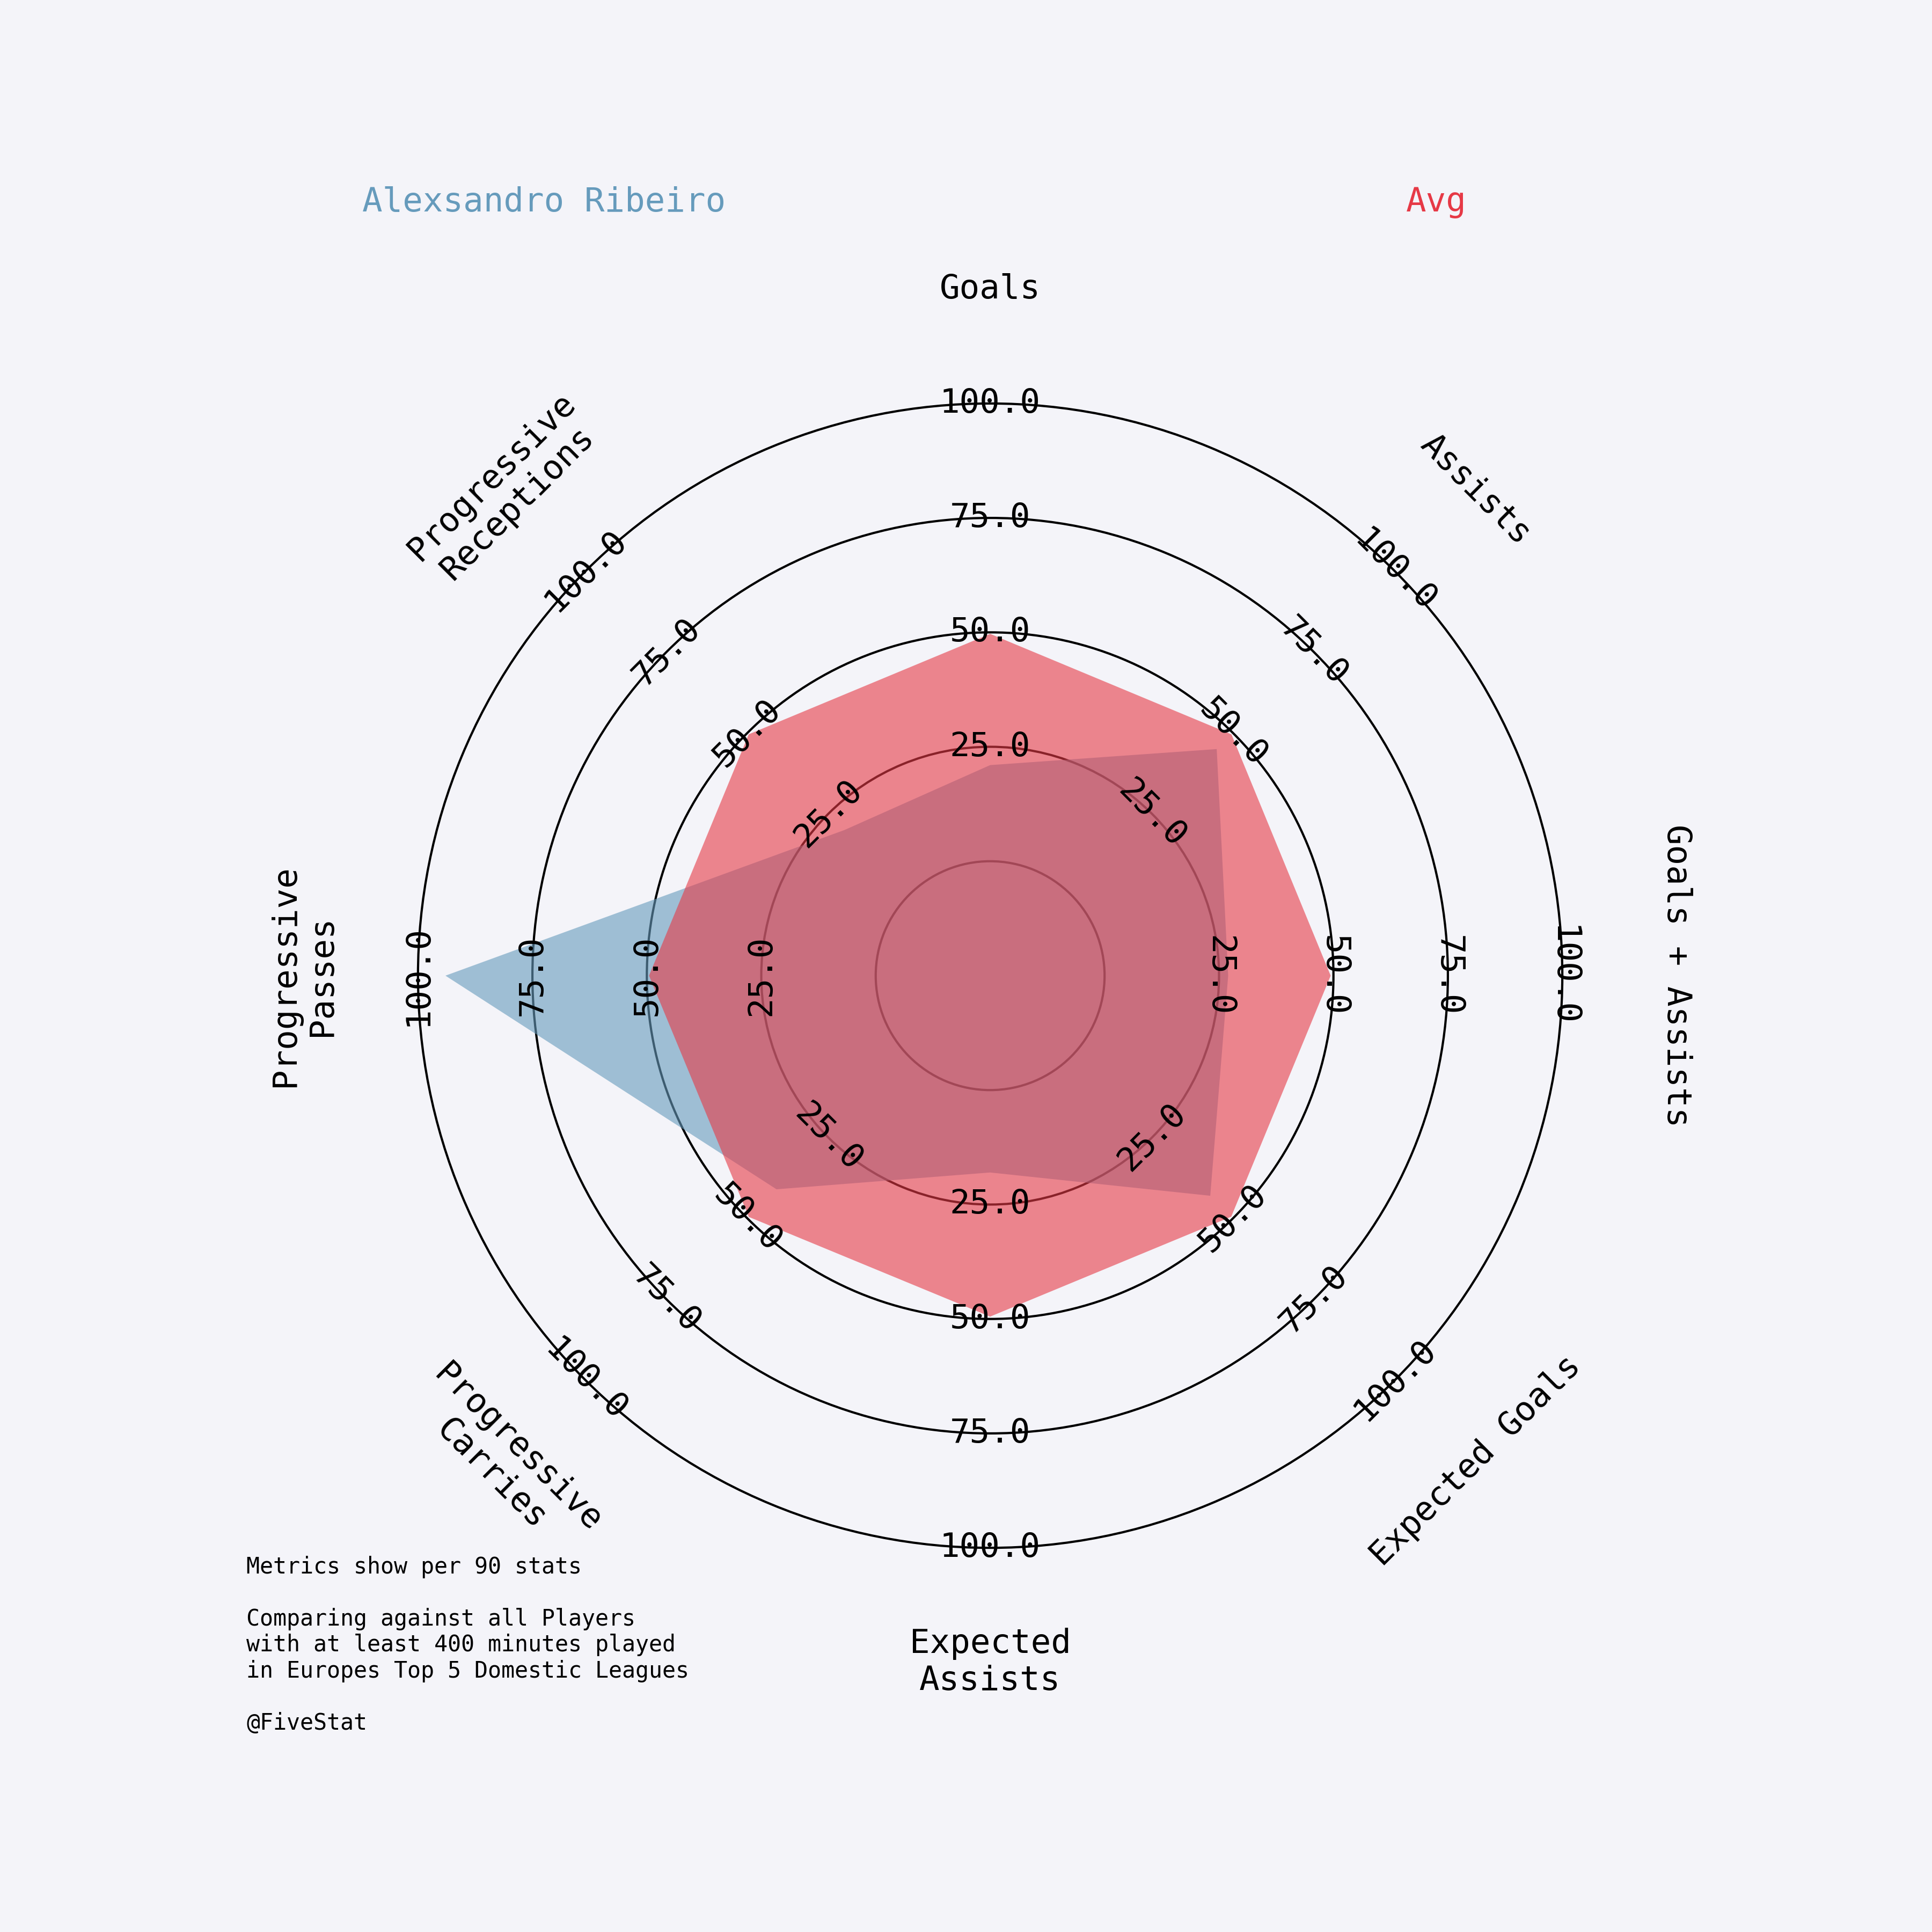 Alexsandro Ribeiro
Avg
Goals
Assists
Goals + Assists
Expected Goals
Expected
Assists
Progressive
Carries
Progressive
Passes
Progressive
Receptions
25.0
50.0
75.0
100.0
25.0
50.0
75.0
100.0
25.0
50.0
75.0
100.0
25.0
50.0
75.0
100.0
25.0
50.0
75.0
100.0
25.0
50.0
75.0
100.0
25.0
50.0
75.0
100.0
25.0
50.0
75.0
100.0
Metrics show per 90 stats
Comparing against all Players
with at least 400 minutes played
in Europes Top 5 Domestic Leagues
@FiveStat